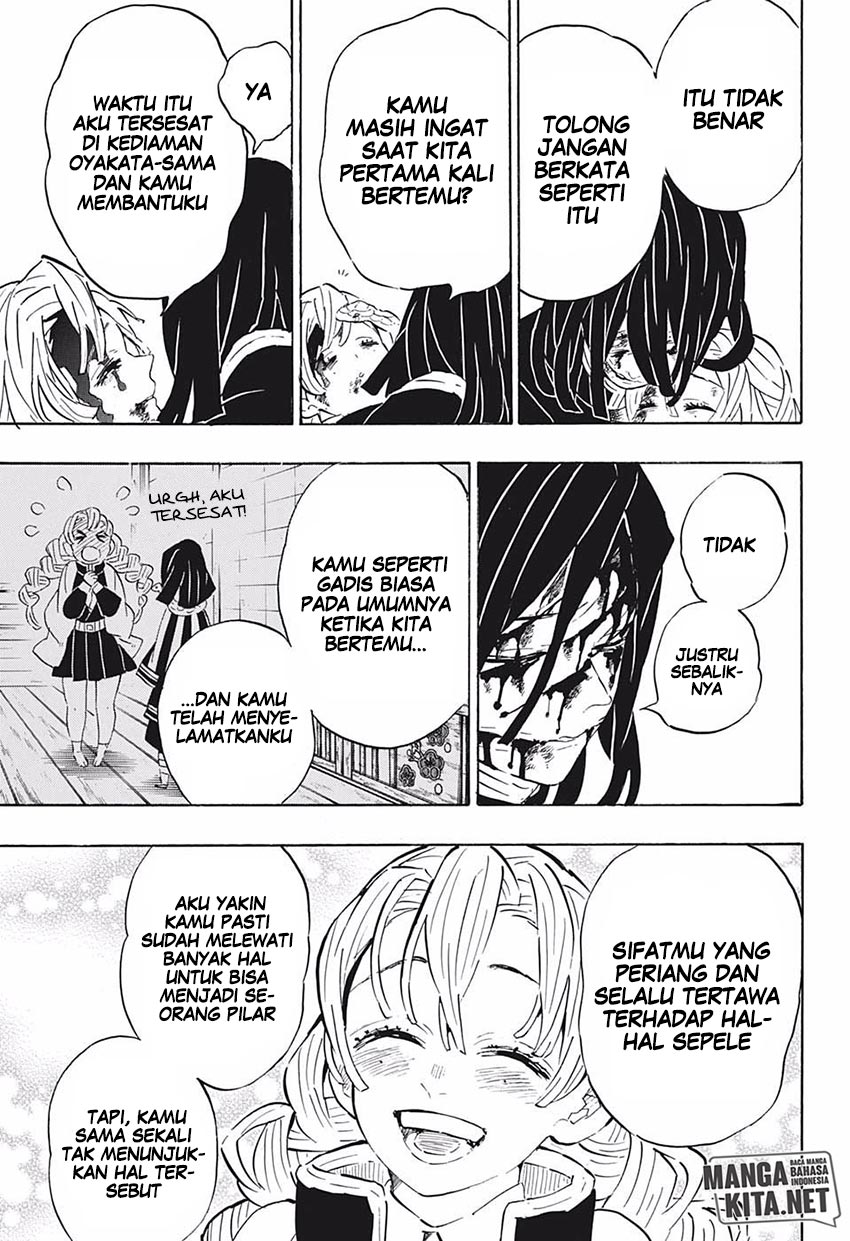 ITU TIDAK
BENAR
TOLONG
JANGAN
BERKATA
SEPERTI
ITU
KAMU
MASIH INGAT
SAAT KITA
PERTAMA KALI
BERTEMU?
YA
WAKTU ITU
AKU TERSESAT
DI KEDIAMAN
OYAKATA-SAMA
DAN KAMU
MEMBANTUKU
TIDAK
JUSTRU
SEBALIK-
NYA
KAMU SEPERTI
GADIS BIASA
PADA UMUMNYA
KETIKA KITA
BERTEMU...
URGH, AKU
TERSESAT!
...DAN KAMU
TELAH MENYE-
LAMATKANKU
SIFATMU YANG
PERIANG DAN
SELALU TERTAWA
TERHADAP HAL-
HAL SEPELE
AKU YAKIN
KAMU PASTI
SUDAH MELEWATI
BANYAK HAL
UNTUK BISA
MENJADI SE-
ORANG PILAR
TAPI, KAMU
SAMA SEKALI
TAK MENUNJUK-
KAN HAL TER-
SEBUT
MANGA
BACA MANGA
BAHASA
INDONESIA
KITA.NET